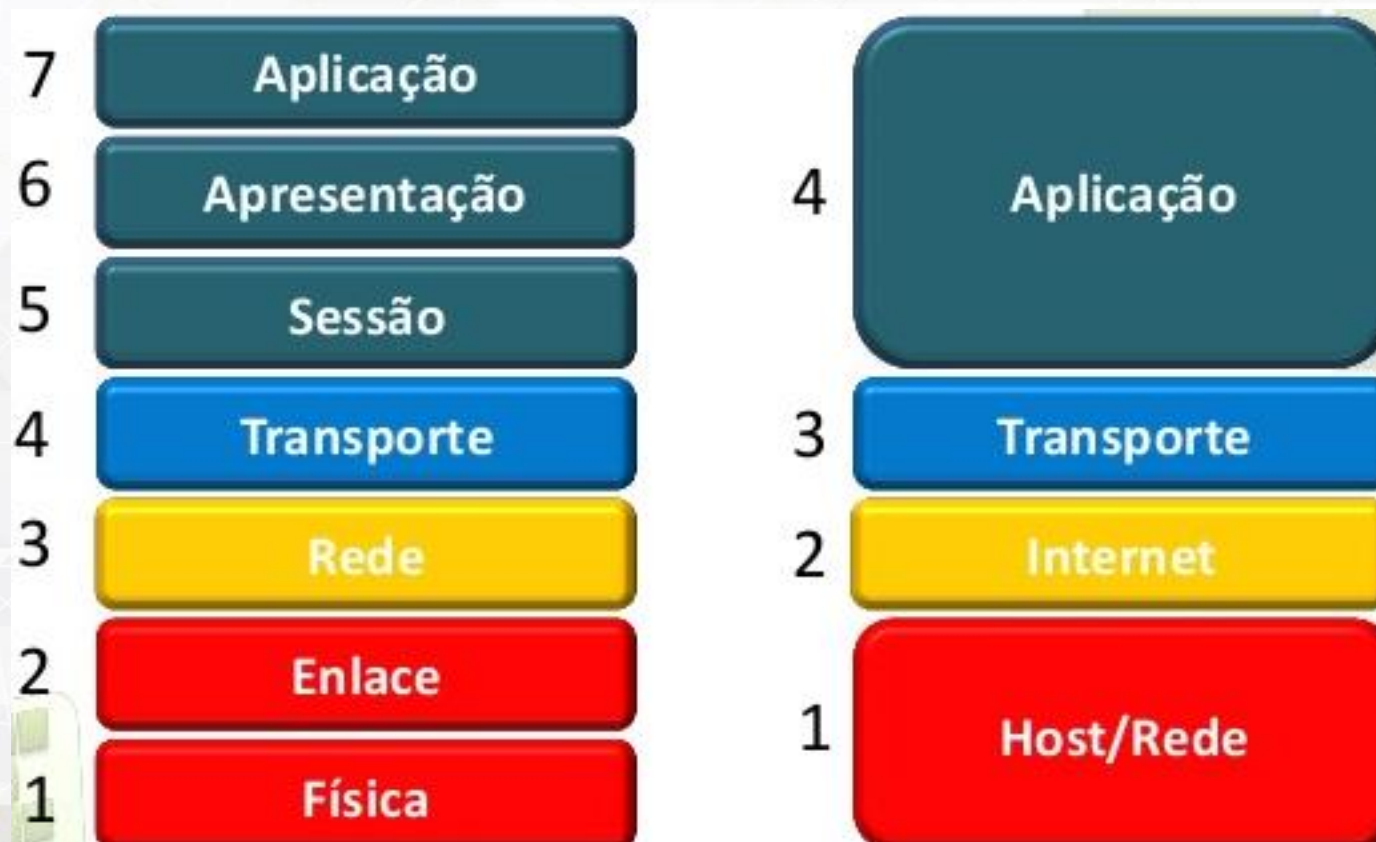 7 Aplicação
6 Apresentação
5 Sessão
4 Transporte
3 Rede
2 Enlace
1 Física
4 Aplicação
3 Transporte
2 Internet
1 Host/Rede